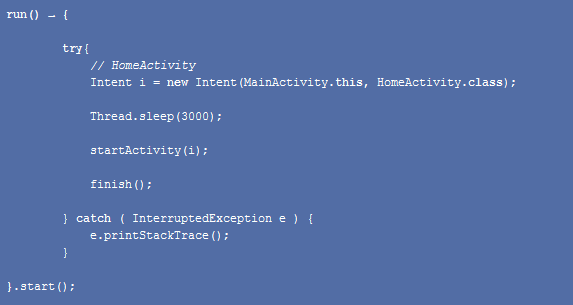 run() → {
try{
// HomeActivity
Intent i = new Intent(MainActivity.this, HomeActivity.class);
Thread.sleep(3000);
startActivity(i);
finish();
} catch ( InterruptedException e ) {
e.printStackTrace();
}
}.start();